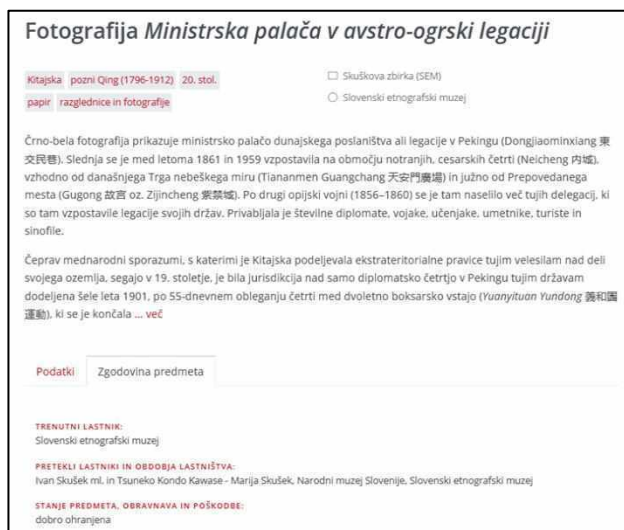 Fotografija Ministrska palača v avstro-ogrski legaciji
Kitajska pozni Qing (1796-1912) 20. stol.
papir razglednice in fotografije
Skuškova zbirka (SEM)
Slovenski etnografski muzej
Črno-bela fotografija prikazuje ministrsko palačo dunajskega poslaništva ali legacije v Pekingu (Dongjiaominxiang 東
交民巷). Slednja se je med letoma 1861 in 1959 vzpostavila na območju notranjih, cesarskih četrti (Neicheng 内城),
vzhodno od današnjega Trga nebeškega miru (Tiananmen Guangchang 天安門廣場) in južno od Prepovedanega
mesta (Gugong 故宮 oz. Zijincheng 紫禁城). Po drugi opijski vojni (1856–1860) se je tam naselilo več tujih delegacij, ki
so tam vzpostavile legacije svojih držav. Privabljala je številne diplomate, vojake, učenjake, umetnike, turiste in
sinofile.
Čeprav mednarodni sporazumi, s katerimi je Kitajska podeljevala ekstrateritorialne pravice tujim velesilam nad deli
svojega ozemlja, segajo v 19. stoletje, je bila jurisdikcija nad samo diplomatsko četrtjo v Pekingu tujim državam
dodeljena šele leta 1901, po 55-dnevnem obleganju četrti med dvoletno boksarsko vstajo (Yuanyituan Yundong 義和團
運動), ki se je končala ... več
Podatki Zgodovina predmeta
TRENUTNI LASTNIK:
Slovenski etnografski muzej
PRETEKLI LASTNIKI IN OBDOBJA LASTNIŠTVA:
Ivan Skušek ml. in Tsuneko Kondo Kawase - Marija Skušek, Narodni muzej Slovenije, Slovenski etnografski muzej
STANJE PREDMETA, OBRAVNAVA IN POŠKODBE:
dobro ohranjena